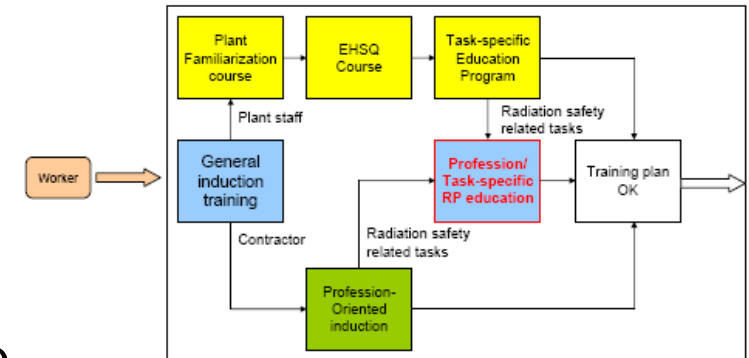 Plant
Familiarization
course
EHSQ
Course
Task-specific
Education
Program
Plant staff
Radiation safety
related tasks
Worker
General
induction
training
Profession/
Task-specific
RP education
Training plan
OK
Contractor
Radiation safety
related tasks
Profession-
Oriented
induction